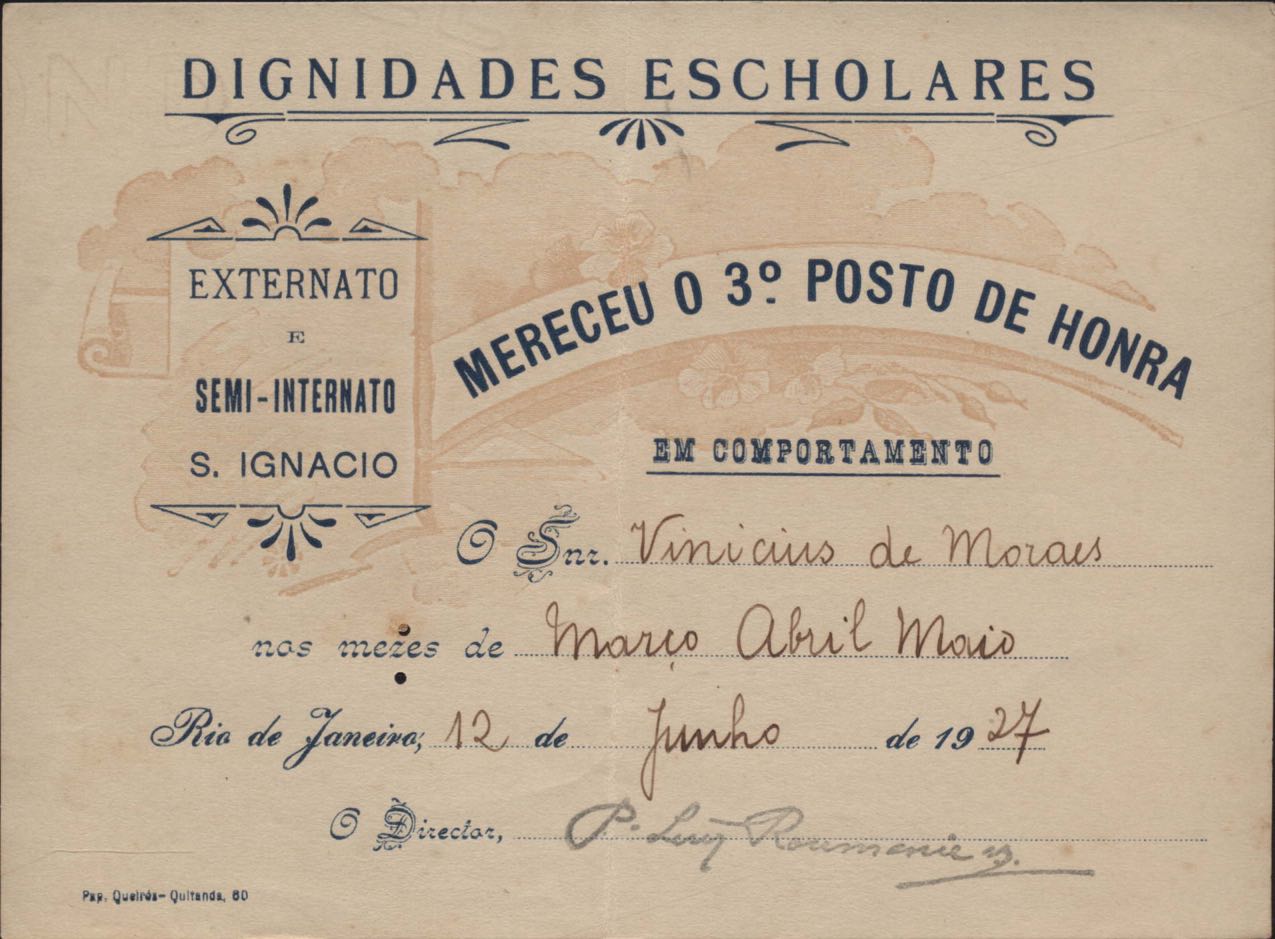 DIGNIDADES ESCHOLARES
EXTERNATO
E
SEMI-INTERNATO
S. IGNACIO
MERECEU O 3º POSTO DE HONRA
EM COMPORTAMENTO
O Snr. Vinicius de Moraes
nos mezes de Março Abril Maio
Rio de Janeiro, 12 de Junho de 1927
O Director, P. Luiz
Pap. Queirós - Quitanda, 60